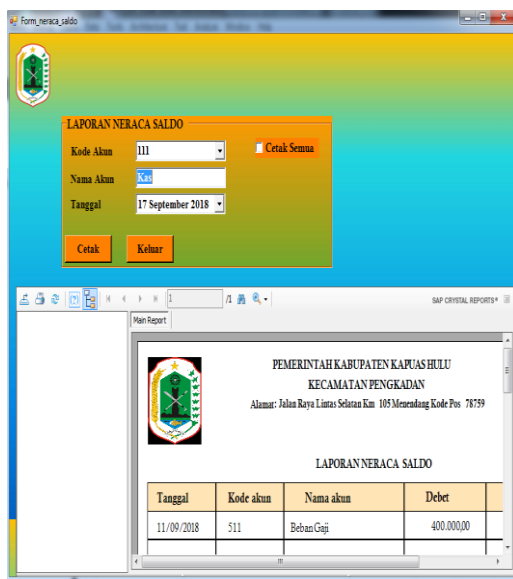 Form_neraca_saldo
LAPORAN NERACA SALDO
Kode Akun 111 Cetak Semua
Nama Akun Kas
Tanggal 17 September 2018
Cetak Keluar
1 /1 SAP CRYSTAL REPORTS®
Main Report
PEMERINTAH KABUPATEN KAPUAS HULU
KECAMATAN PENGKADAN
Alamat: Jalan Raya Lintas Selatan Km 105 Menendang Kode Pos 78759
LAPORAN NERACA SALDO
Tanggal Kode akun Nama akun Debet
11/09/2018 511 Beban Gaji 400.000,00